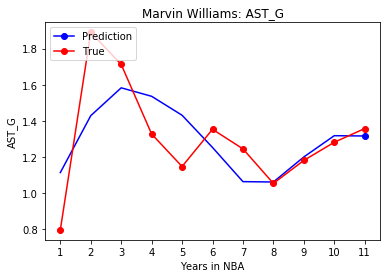 Marvin Williams: AST_G
Prediction
True
AST_G
1.8
1.6
1.4
1.2
1.0
0.8
1 2 3 4 5 6 7 8 9 10 11
Years in NBA